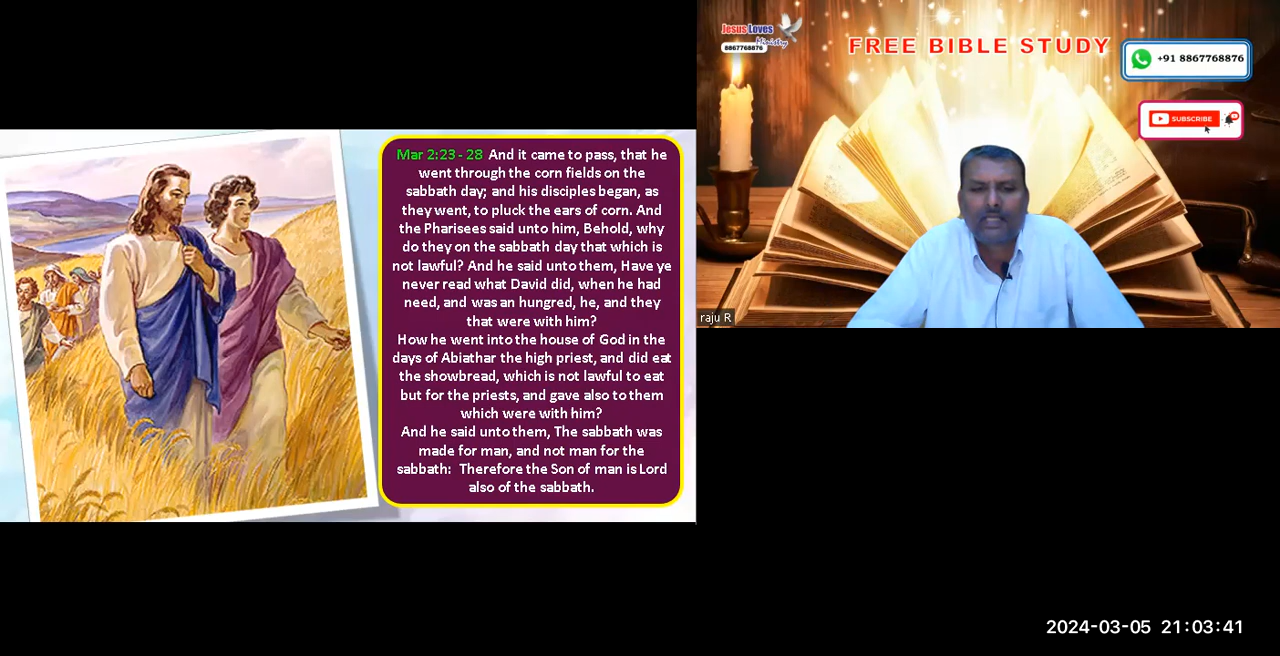 Mar 2:23 - 28 And it came to pass, that he
went through the corn fields on the
sabbath day; and his disciples began, as
they went, to pluck the ears of corn. And
the Pharisees said unto him, Behold, why
do they on the sabbath day that which is
not lawful? And he said unto them, Have ye
never read what David did, when he had
need, and was an hungred, he, and they
that were with him?
How he went into the house of God in the
days of Abiathar the high priest, and did eat
the showbread, which is not lawful to eat
but for the priests, and gave also to them
which were with him?
And he said unto them, The sabbath was
made for man, and not man for the
sabbath: Therefore the Son of man is Lord
also of the sabbath.
Jesus Loves
Ministry
8867768876
FREE BIBLE STUDY
+91 8867768876
SUBSCRIBE
raju R
2024-03-05 21:03:41